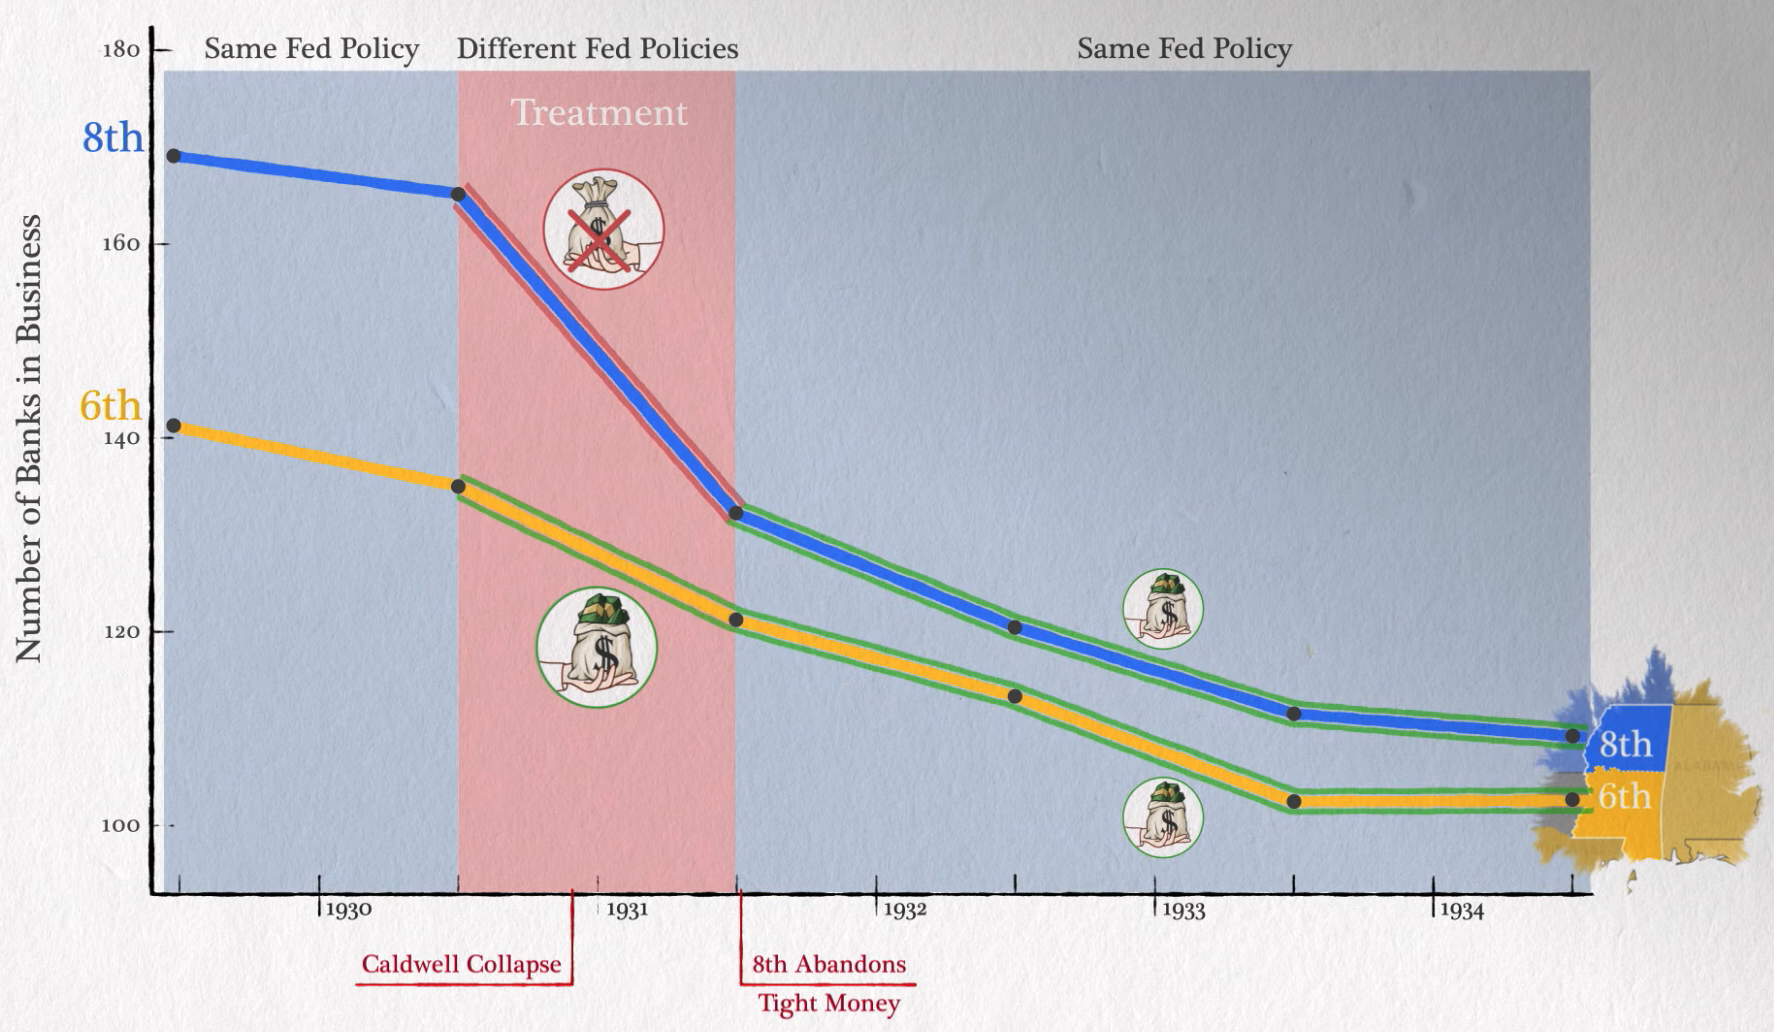 180
Same Fed Policy
Different Fed Policies
Same Fed Policy
Treatment
8th
160
Number of Banks in Business
6th
140
120
100
8th
ALABAMA
6th
1930
1931
1932
1933
1934
Caldwell Collapse
8th Abandons
Tight Money
$
$
$
$